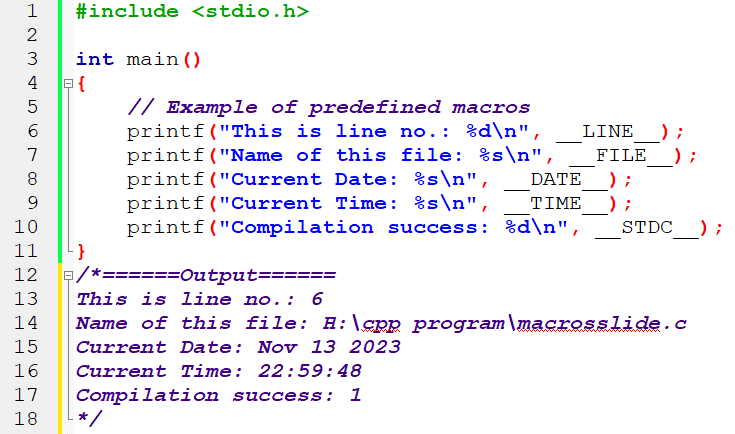 1 #include <stdio.h>
2
3 int main()
4 {
5 // Example of predefined macros
6 printf("This is line no.: %d\n", __LINE__);
7 printf("Name of this file: %s\n", __FILE__);
8 printf("Current Date: %s\n", __DATE__);
9 printf("Current Time: %s\n", __TIME__);
10 printf("Compilation success: %d\n", __STDC__);
11 }
12 /*======Output======
13 This is line no.: 6
14 Name of this file: H:\cpp program\macrosslide.c
15 Current Date: Nov 13 2023
16 Current Time: 22:59:48
17 Compilation success: 1
18 */